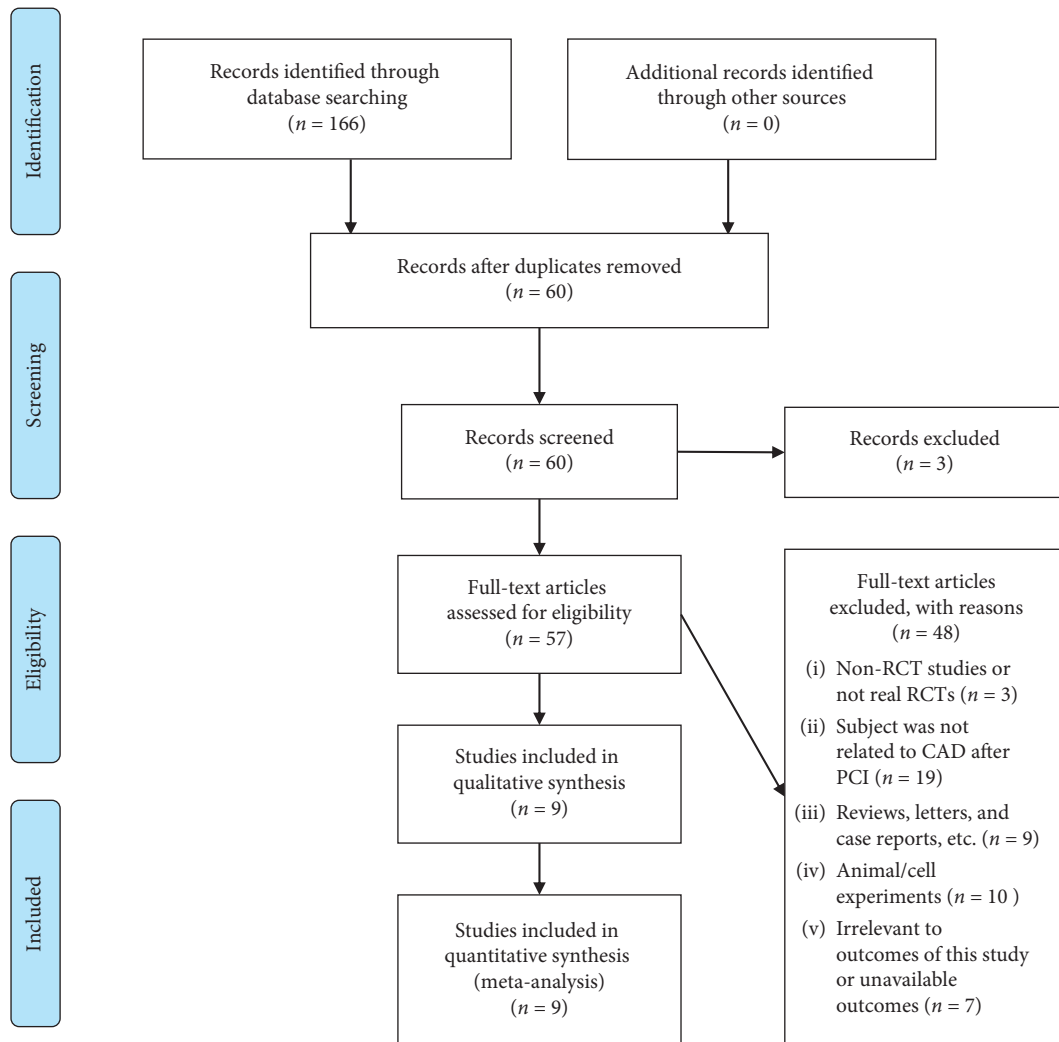 Identification
Records identified through
database searching
(n = 166)
Additional records identified
through other sources
(n = 0)
Records after duplicates removed
(n = 60)
Screening
Records screened
(n = 60)
Records excluded
(n = 3)
Eligibility
Full-text articles
assessed for eligibility
(n = 57)
Full-text articles
excluded, with reasons
(n = 48)
(i) Non-RCT studies or
not real RCTs (n = 3)
(ii) Subject was not
related to CAD after
PCI (n = 19)
(iii) Reviews, letters, and
case reports, etc. (n = 9)
(iv) Animal/cell
experiments (n = 10 )
(v) Irrelevant to
outcomes of this study
or unavailable
outcomes (n = 7)
Studies included in
qualitative synthesis
(n = 9)
Included
Studies included in
quantitative synthesis
(meta-analysis)
(n = 9)